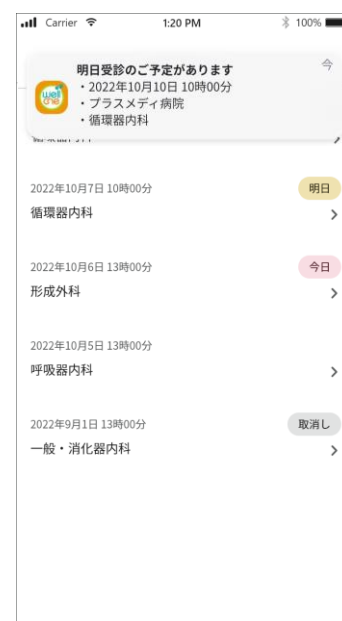 Carrier 1:20 PM 100%
明日受診のご予定があります 今
・2022年10月10日 10時00分
・プラスメディ病院
・循環器内科
2022年10月7日 10時00分 明日
循環器内科
2022年10月6日 13時00分 今日
形成外科
2022年10月5日 13時00分
呼吸器内科
2022年9月1日 13時00分 取消し
一般・消化器内科